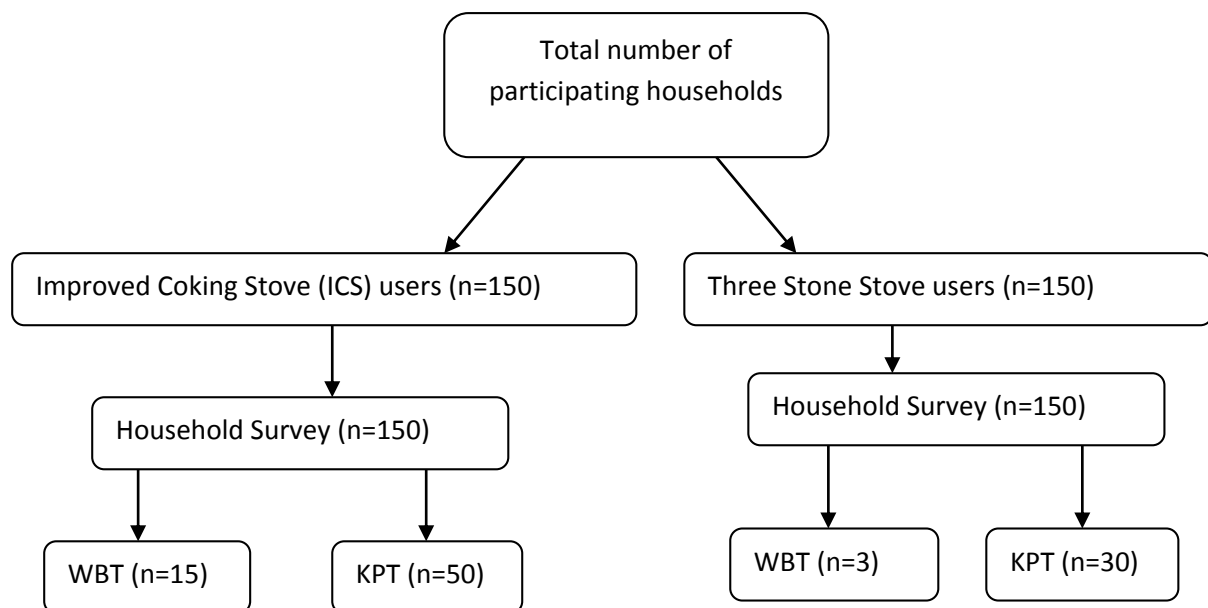 Total number of
participating households
Improved Coking Stove (ICS) users (n=150)
Three Stone Stove users (n=150)
Household Survey (n=150)
Household Survey (n=150)
WBT (n=15)
KPT (n=50)
WBT (n=3)
KPT (n=30)